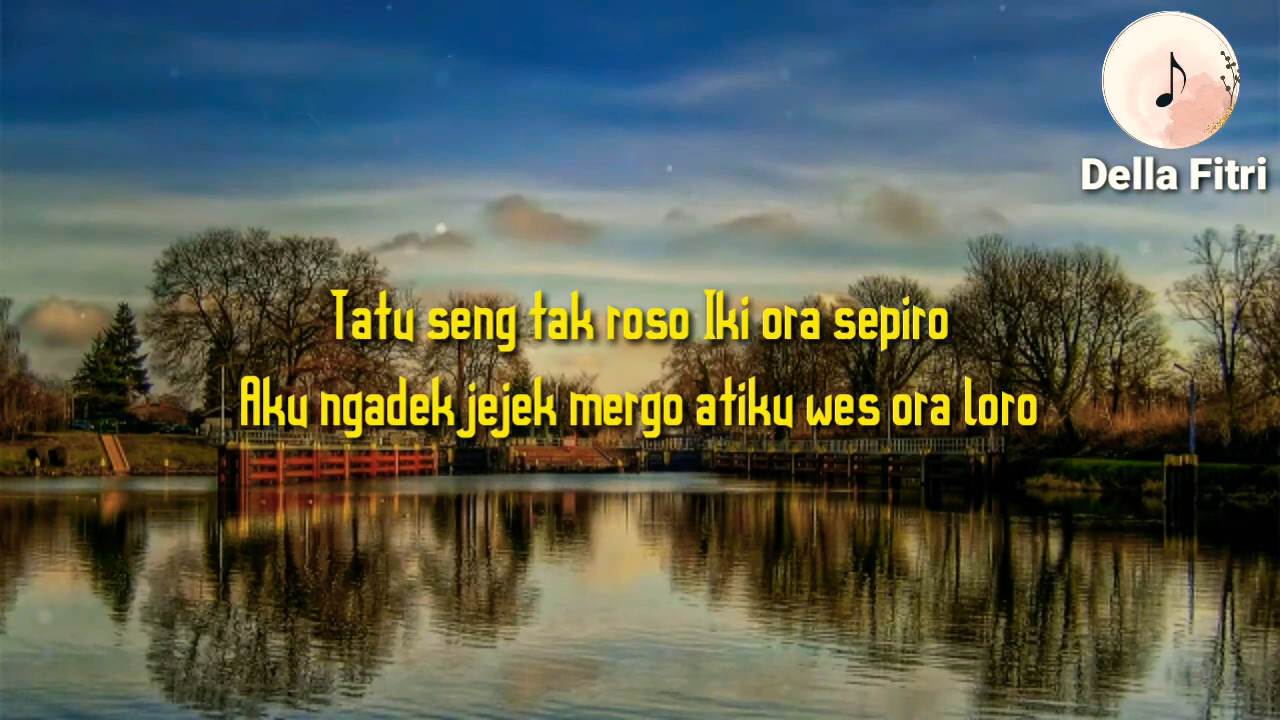 Della Fitri
Tatu seng tak roso Iki ora sepiro
Aku ngadek jejek mergo atiku wes ora loro